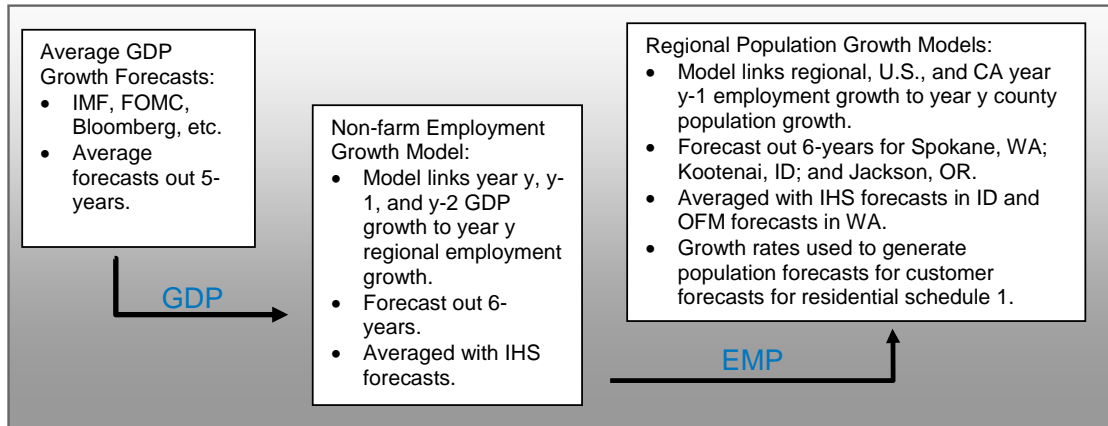 Average GDP
Growth Forecasts:
• IMF, FOMC,
Bloomberg, etc.
• Average
forecasts out 5-
years.
GDP
Non-farm Employment
Growth Model:
• Model links year y, y-
1, and y-2 GDP
growth to year y
regional employment
growth.
• Forecast out 6-
years.
• Averaged with IHS
forecasts.
EMP
Regional Population Growth Models:
• Model links regional, U.S., and CA year
y-1 employment growth to year y county
population growth.
• Forecast out 6-years for Spokane, WA;
Kootenai, ID; and Jackson, OR.
• Averaged with IHS forecasts in ID and
OFM forecasts in WA.
• Growth rates used to generate
population forecasts for customer
forecasts for residential schedule 1.